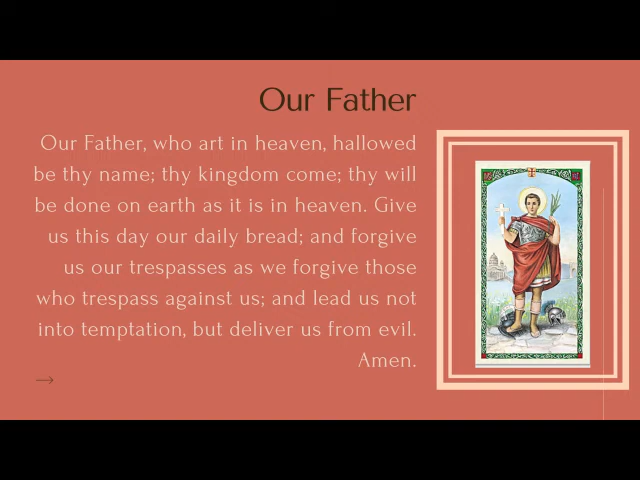 Our Father
Our Father, who art in heaven, hallowed
be thy name; thy kingdom come; thy will
be done on earth as it is in heaven. Give
us this day our daily bread; and forgive
us our trespasses as we forgive those
who trespass against us; and lead us not
into temptation, but deliver us from evil.
Amen.